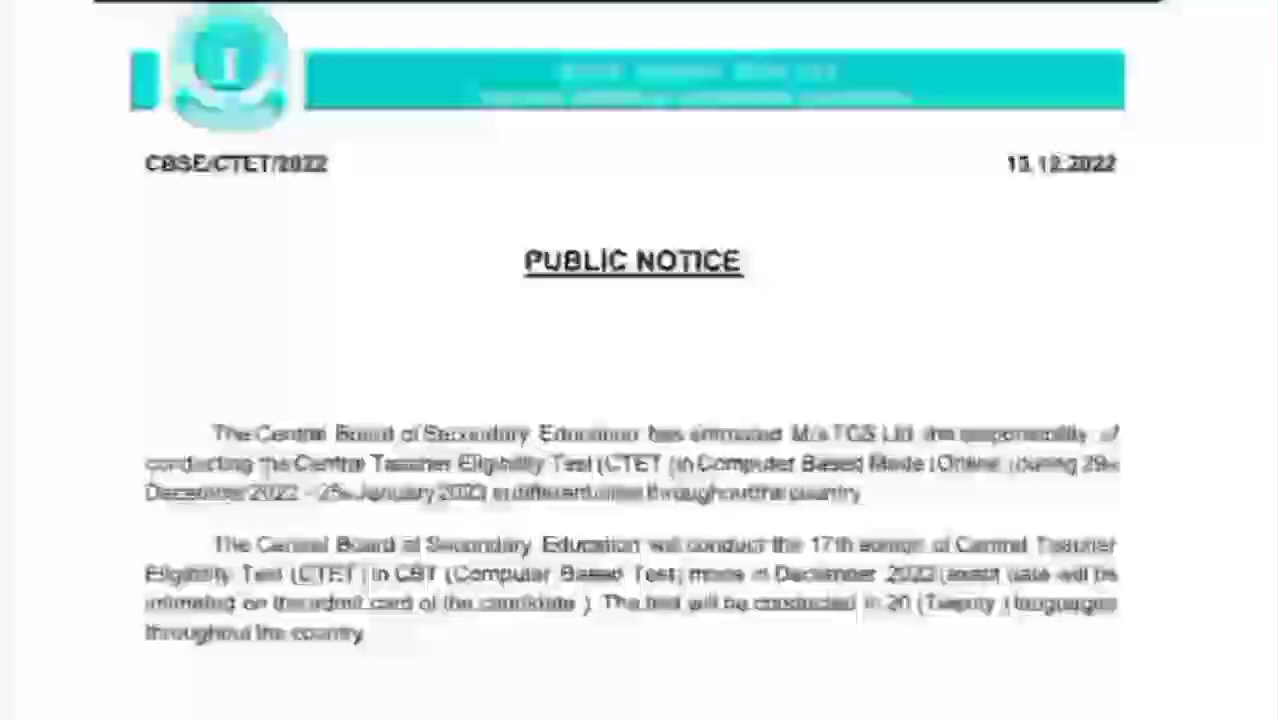 CBSE/CTET/2022
PUBLIC NOTICE
The Central Board of Secondary Education has entrusted M/s TCS Ltd. the responsibility of
conducting the Central Teacher Eligibility Test (CTET) in Computer Based Mode (Online) during
December 2022 - January 2023 in different cities throughout the country
The Central Board of Secondary Education will conduct the 17th edition of Central Teacher
Eligibility Test (CTET) in CBT (Computer Based Test) mode in December 2022 (exact date will be
intimated on the admit card of the candidate). The test will be conducted in 20 (Twenty) languages
throughout the country